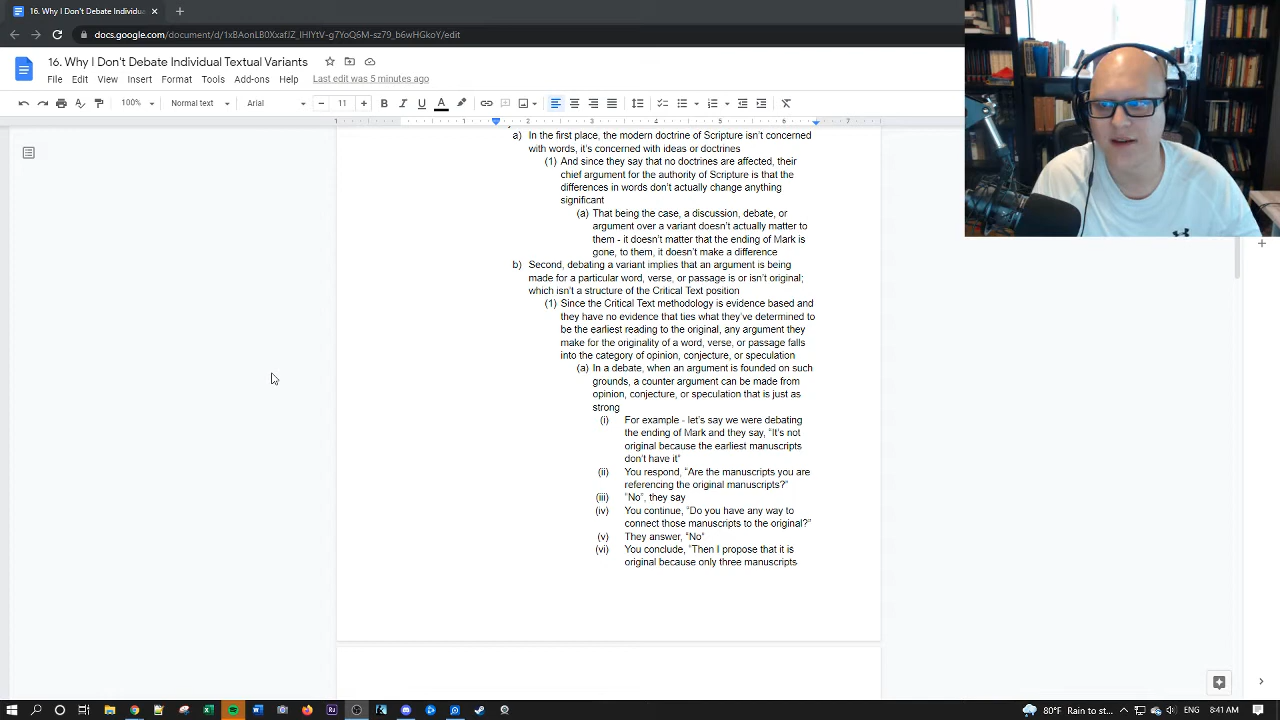 16. Why I Don't Debate Individu
docs.google.com/document/d/1xBAonLB0Xx3fJZ_IHIYtV-g7YoQ6M-sz79_b6wHGkoY/edit
16. Why I Don't Debate Individual Textual Variants
File Edit View Insert Format Tools Add-ons Help Last edit was 5 minutes ago
100% Normal text Arial 11
1 1 2 3 4 5 6 7
a) In the first place, the modern doctrine of Scripture isn't concerned
with words, it's concerned with ideas or doctrines
(1) And since they say that no doctrines are affected, their
chief argument for the authority of Scripture is that the
differences in words don't actually change anything
significant
(a) That being the case, a discussion, debate, or
argument over a variant doesn't actually matter to
them - it doesn't matter that the ending of Mark is
gone, to them, it doesn't make a difference
b) Second, debating a variant implies that an argument is being
made for a particular word, verse, or passage is or isn't original;
which isn't a structure of the Critical Text position
(1) Since the Critical Text methodology is evidence based and
they have no evidence that ties what they've determined to
be the earliest reading to the original, any argument they
make for the originality of a word, verse, or passage falls
into the category of opinion, conjecture, or speculation
(a) In a debate, when an argument is founded on such
grounds, a counter argument can be made from
opinion, conjecture, or speculation that is just as
strong
(i) For example - let's say we were debating
the ending of Mark and they say, "It's not
original because the earliest manuscripts
don't have it"
(ii) You respond, "Are the manuscripts you are
referencing the original manuscripts?"
(iii) "No", they say
(iv) You continue, "Do you have any way to
connect those manuscripts to the original?"
(v) They answer, "No"
(vi) You conclude, "Then I propose that it is
original because only three manuscripts
80°F Rain to st... ENG 8:41 AM